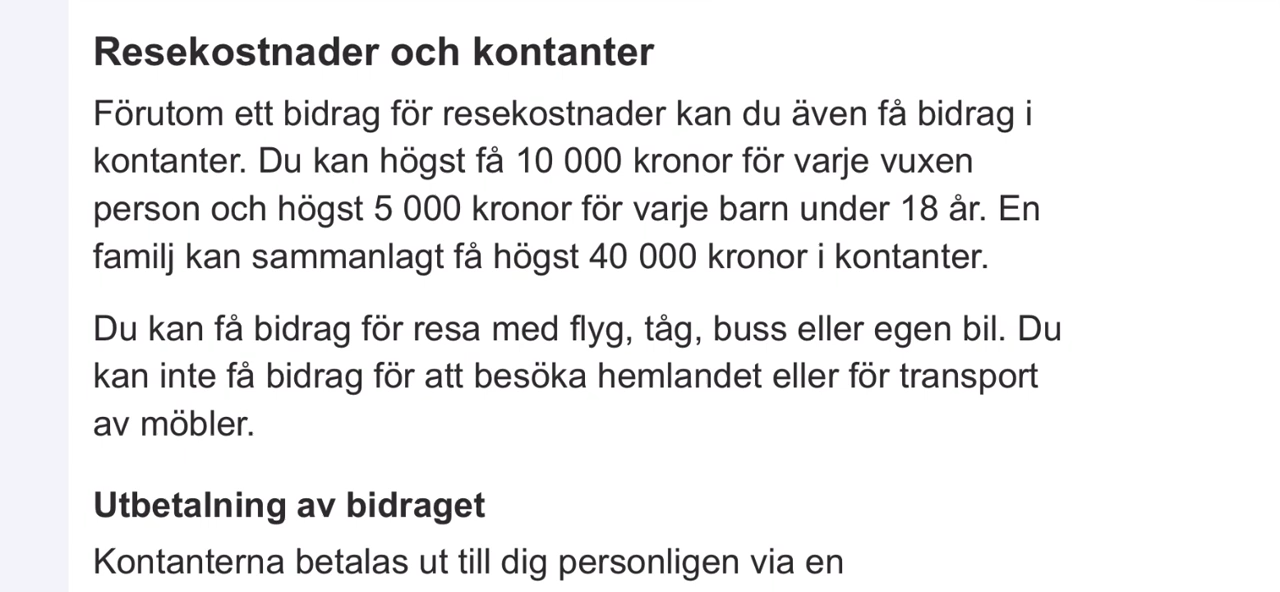 Resekostnader och kontanter
Förutom ett bidrag för resekostnader kan du även få bidrag i
kontanter. Du kan högst få 10 000 kronor för varje vuxen
person och högst 5 000 kronor för varje barn under 18 år. En
familj kan sammanlagt få högst 40 000 kronor i kontanter.
Du kan få bidrag för resa med flyg, tåg, buss eller egen bil. Du
kan inte få bidrag för att besöka hemlandet eller för transport
av möbler.
Utbetalning av bidraget
Kontanterna betalas ut till dig personligen via en